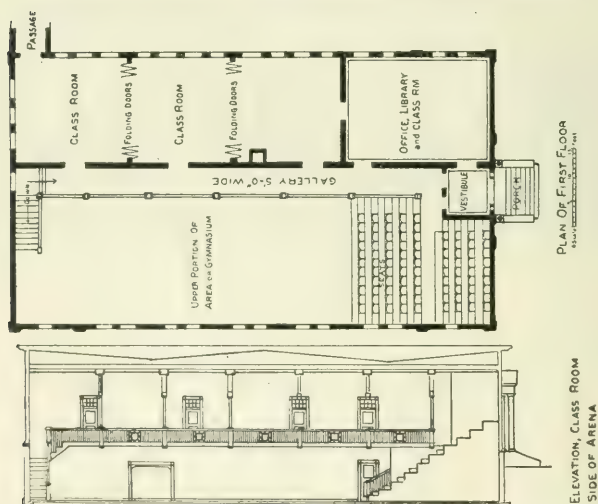 PASSAGE
CLASS ROOM
FOLDING DOORS
CLASS ROOM
FOLDING DOORS
OFFICE, LIBRARY
and CLASS RM
GALLERY 5'-0" WIDE
VESTIBULE
PORCH
UPPER PORTION OF
AREA OR GYMNASIUM
SEATS
PLAN OF FIRST FLOOR
ELEVATION, CLASS ROOM
SIDE OF ARENA